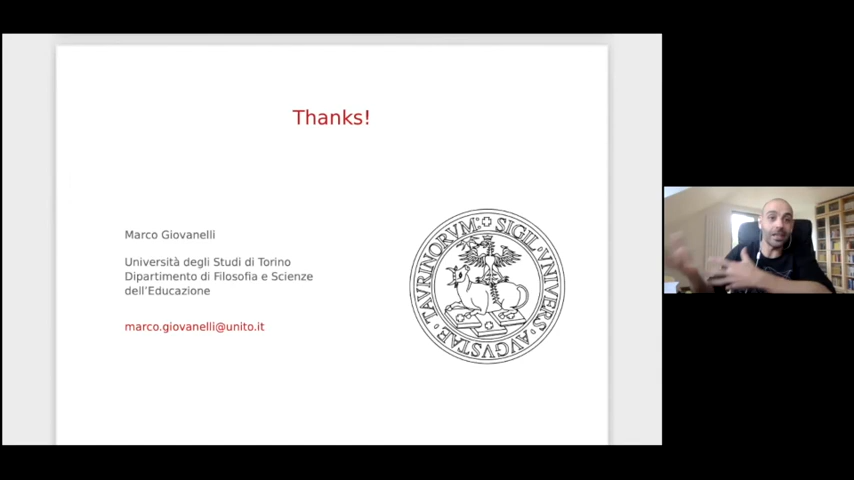 Thanks!
Marco Giovanelli
Università degli Studi di Torino
Dipartimento di Filosofia e Scienze
dell'Educazione
marco.giovanelli@unito.it
SIGIL · VNIVERS · AVGVSTAE · TAVRINORVM